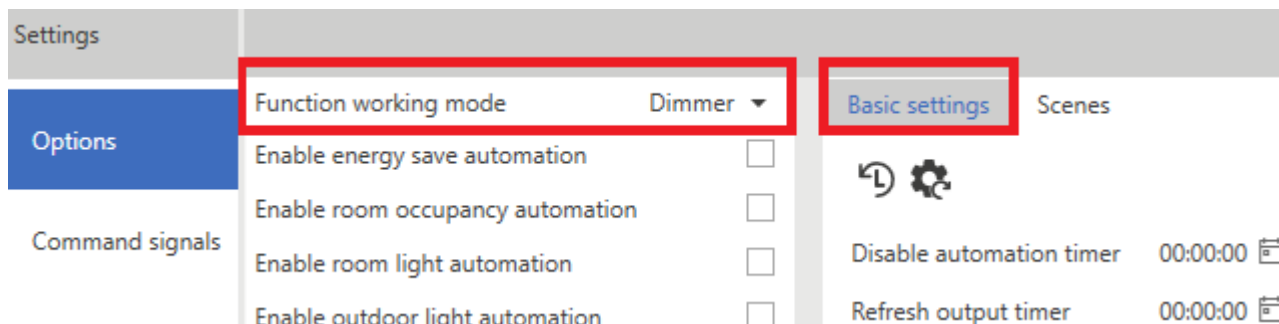 Settings
Options
Command signals
Function working mode Dimmer
Enable energy save automation
Enable room occupancy automation
Enable room light automation
Enable outdoor light automation
Basic settings Scenes
Disable automation timer 00:00:00
Refresh output timer 00:00:00